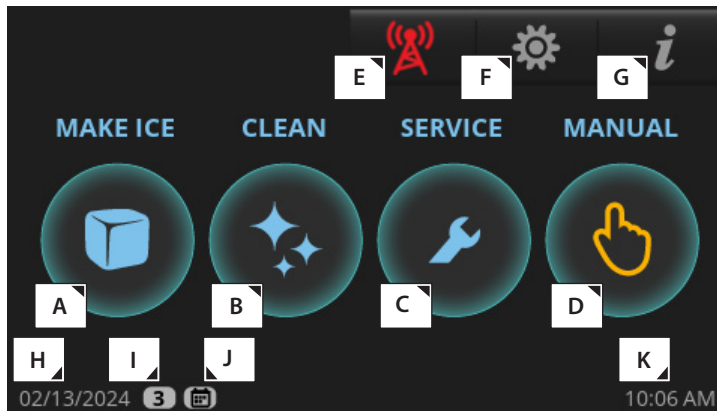 E F G
MAKE ICE CLEAN SERVICE MANUAL
A B C D
H I J K
02/13/2024 3 10:06 AM